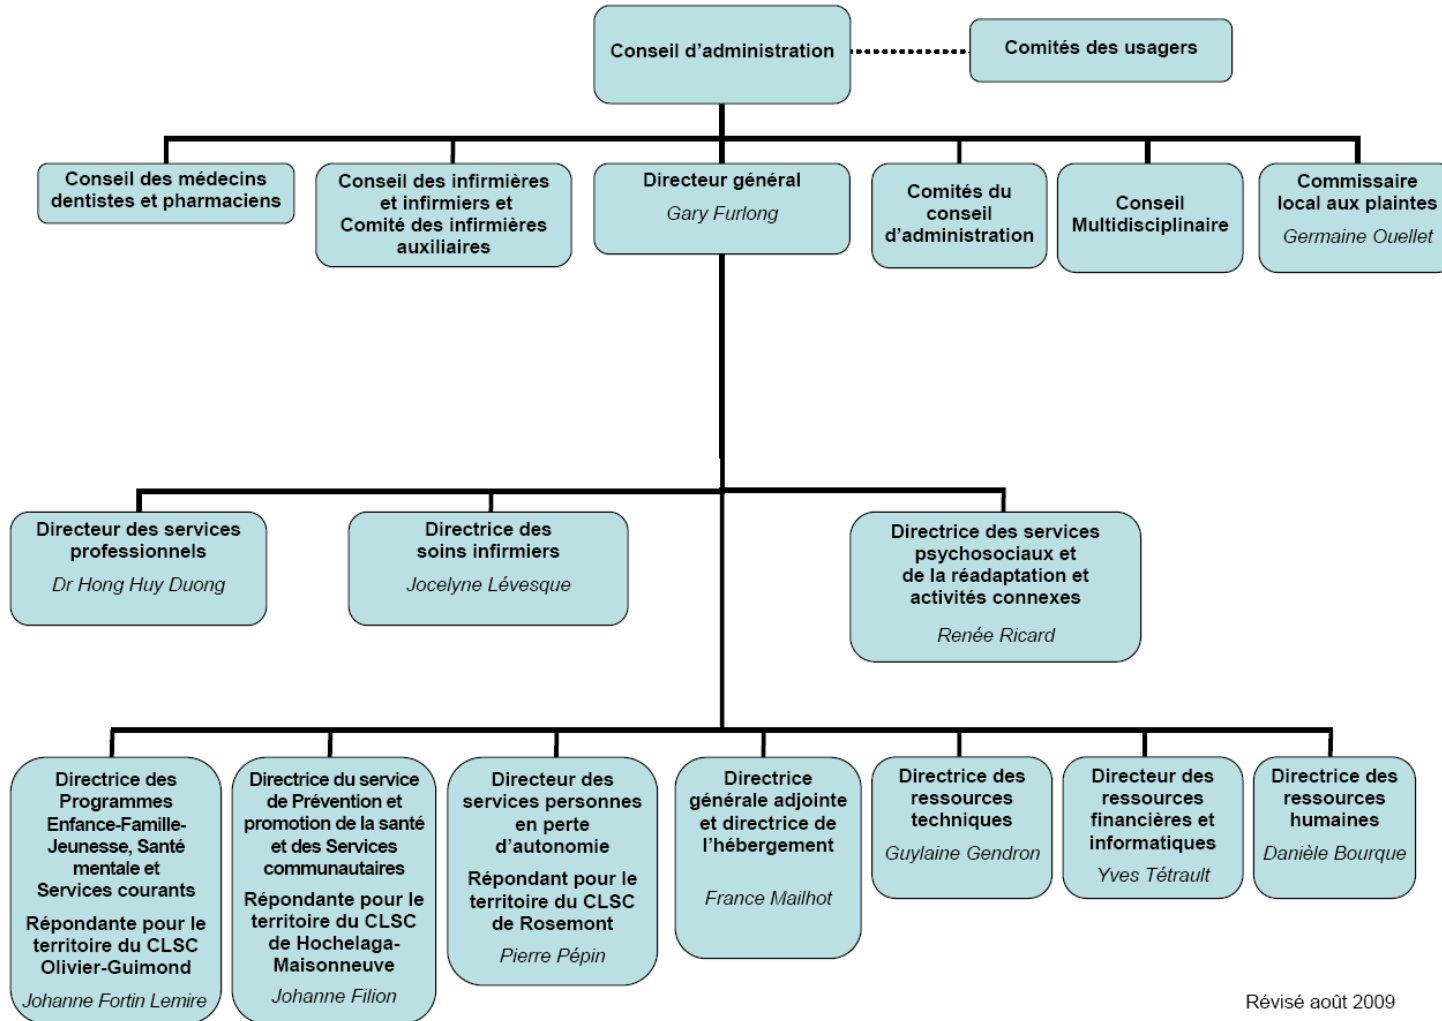 Conseil d’administration
Comités des usagers
Conseil des médecins
dentistes et pharmaciens
Conseil des infirmières
et infirmiers et
Comité des infirmières
auxiliaires
Directeur général
Gary Furlong
Comités du
conseil
d’administration
Conseil
Multidisciplinaire
Commissaire
local aux plaintes
Germaine Ouellet
Directeur des services
professionnels
Dr Hong Huy Duong
Directrice des
soins infirmiers
Jocelyne Lévesque
Directrice des services
psychosociaux et
de la réadaptation et
activités connexes
Renée Ricard
Directrice des
Programmes
Enfance-Famille-
Jeunesse, Santé
mentale et
Services courants
Répondante pour le
territoire du CLSC
Olivier-Guimond
Johanne Fortin Lemire
Directrice du service
de Prévention et
promotion de la santé
et des Services
communautaires
Répondante pour le
territoire du CLSC
de Hochelaga-
Maisonneuve
Johanne Filion
Directeur des
services personnes
en perte
d’autonomie
Répondant pour le
territoire du CLSC
de Rosemont
Pierre Pépin
Directrice
générale adjointe
et directrice de
l’hébergement
France Mailhot
Directrice des
ressources
techniques
Guylaine Gendron
Directeur des
ressources
financières et
informatiques
Yves Tétrault
Directrice des
ressources
humaines
Danièle Bourque
Révisé août 2009